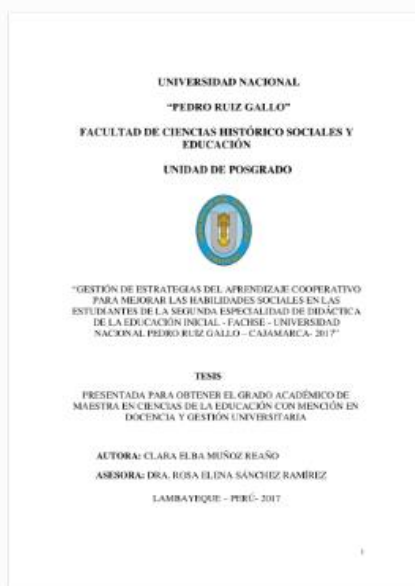 UNIVERSIDAD NACIONAL
“PEDRO RUIZ GALLO”
FACULTAD DE CIENCIAS HISTÓRICO SOCIALES Y
EDUCACIÓN
UNIDAD DE POSGRADO
“GESTIÓN DE ESTRATEGIAS DEL APRENDIZAJE COOPERATIVO
PARA MEJORAR LAS HABILIDADES SOCIALES EN LAS
ESTUDIANTES DE LA SEGUNDA ESPECIALIDAD DE DIDÁCTICA
DE LA EDUCACIÓN INICIAL - FACHSE - UNIVERSIDAD
NACIONAL PEDRO RUIZ GALLO – CAJAMARCA- 2017”
TESIS
PRESENTADA PARA OBTENER EL GRADO ACADÉMICO DE
MAESTRA EN CIENCIAS DE LA EDUCACIÓN CON MENCIÓN EN
DOCENCIA Y GESTIÓN UNIVERSITARIA
AUTORA: CLARA ELBA MUÑOZ REAÑO
ASESORA: DRA. ROSA ELENA SÁNCHEZ RAMÍREZ
LAMBAYEQUE – PERÚ- 2017